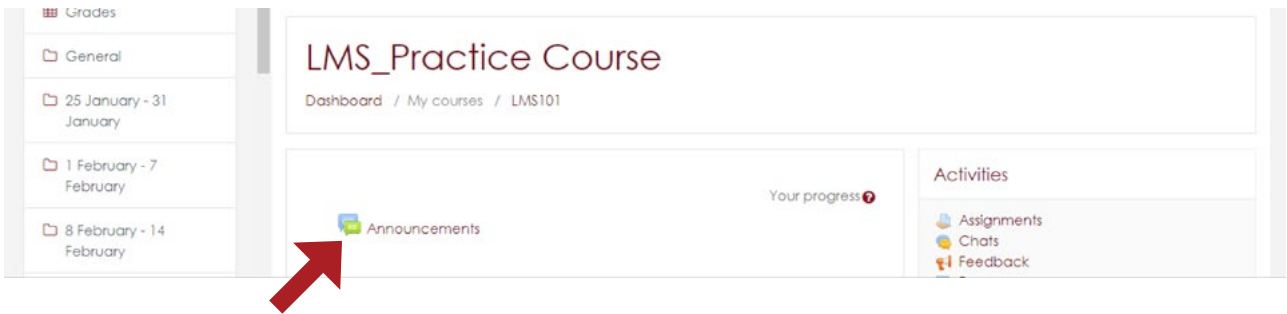 Grades
General
25 January - 31
January
1 February - 7
February
8 February - 14
February
LMS_Practice Course
Dashboard / My courses / LMS101
Your progress
Announcements
Activities
Assignments
Chats
Feedback